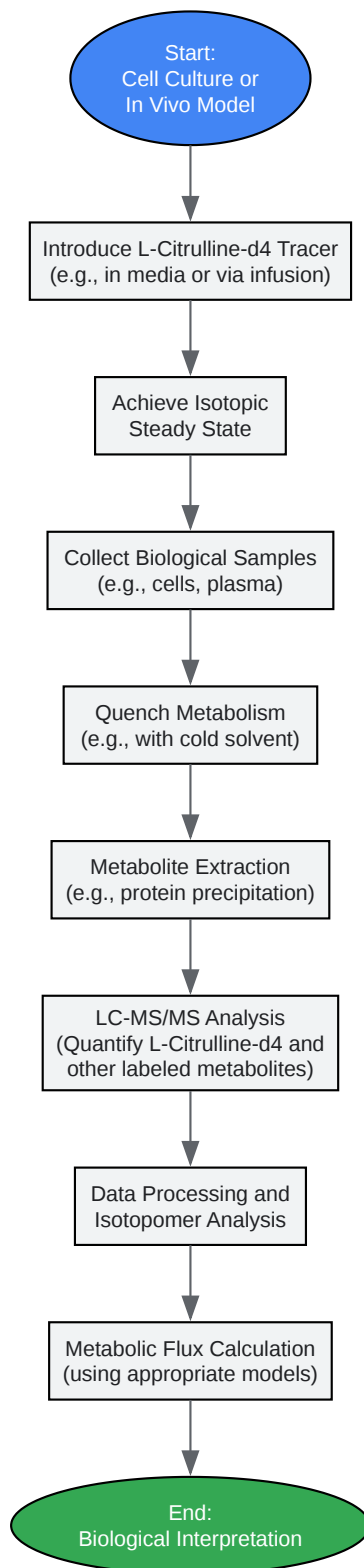 Start:
Cell Culture or
In Vivo Model
Introduce L-Citrulline-d4 Tracer
(e.g., in media or via infusion)
Achieve Isotopic
Steady State
Collect Biological Samples
(e.g., cells, plasma)
Quench Metabolism
(e.g., with cold solvent)
Metabolite Extraction
(e.g., protein precipitation)
LC-MS/MS Analysis
(Quantify L-Citrulline-d4 and
other labeled metabolites)
Data Processing and
Isotopomer Analysis
Metabolic Flux Calculation
(using appropriate models)
End:
Biological Interpretation